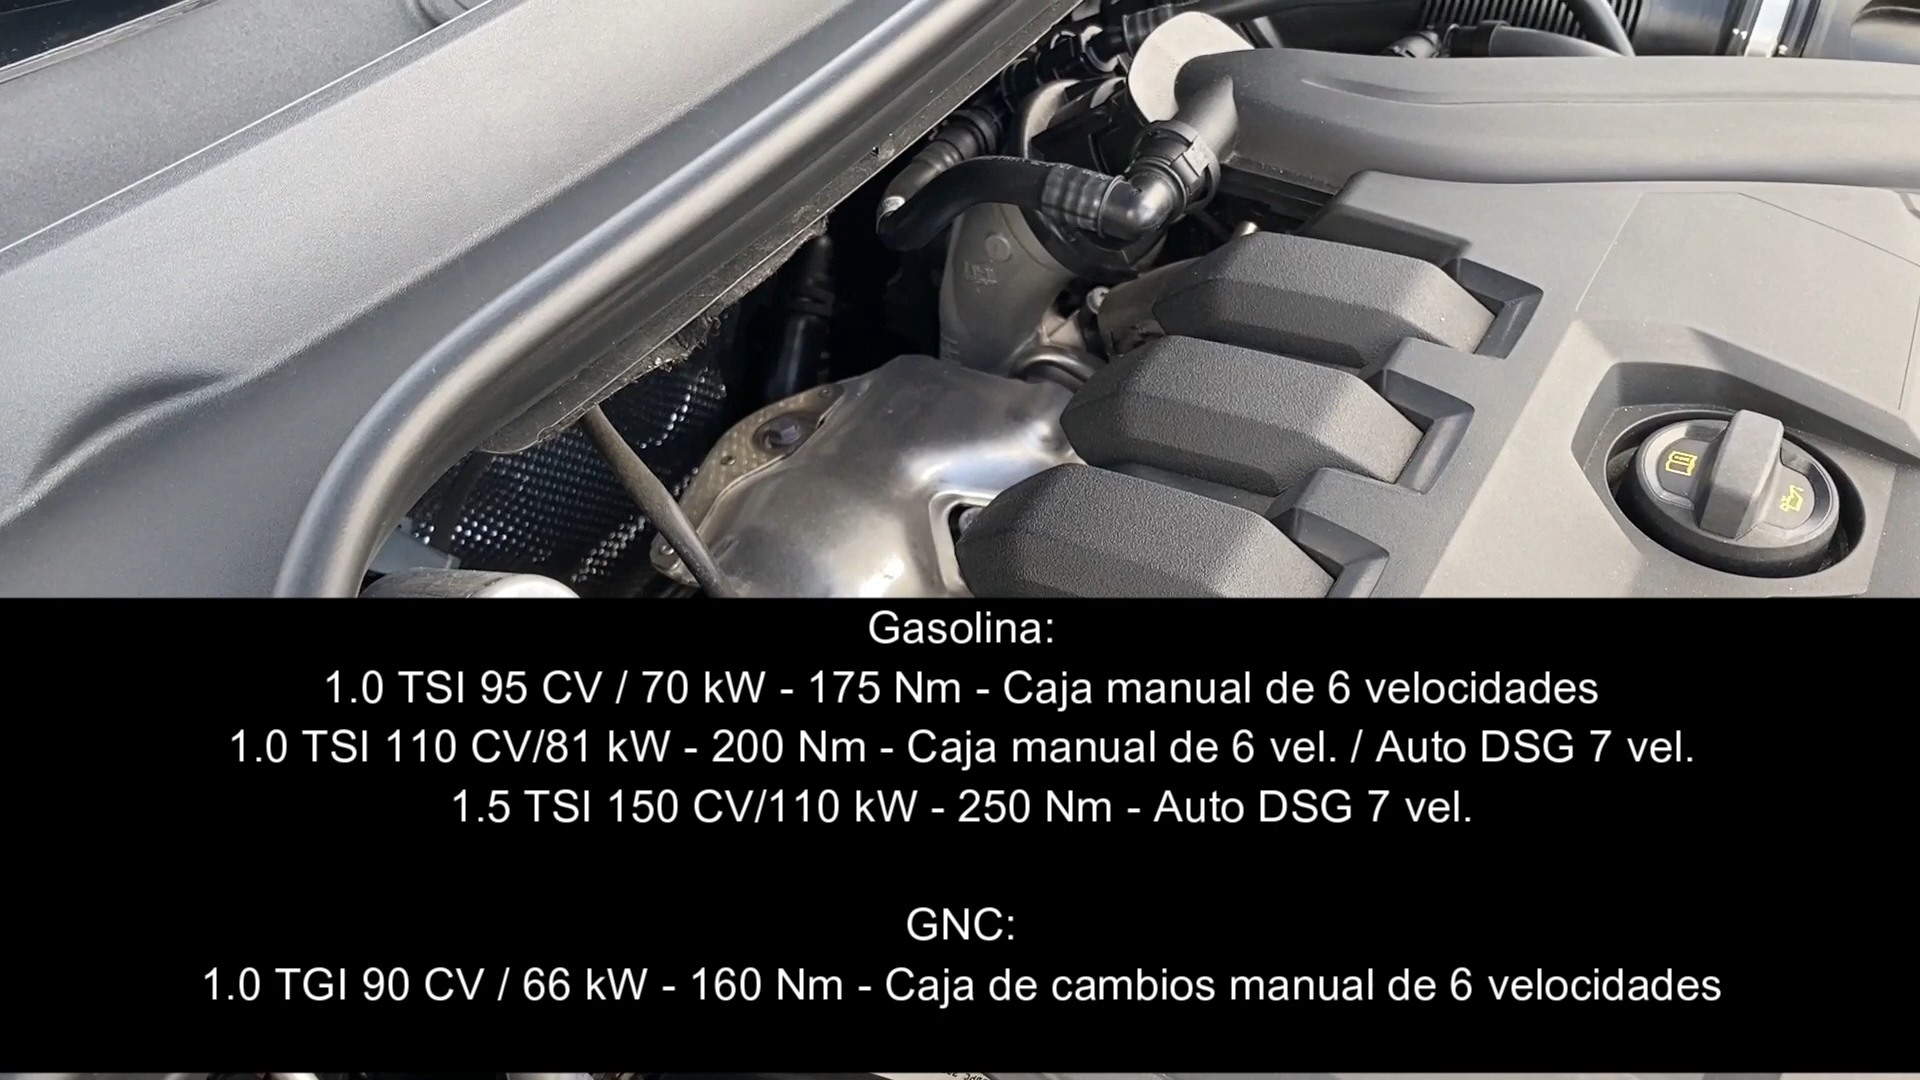 Gasolina:
1.0 TSI 95 CV / 70 kW - 175 Nm - Caja manual de 6 velocidades
1.0 TSI 110 CV/81 kW - 200 Nm - Caja manual de 6 vel. / Auto DSG 7 vel.
1.5 TSI 150 CV/110 kW - 250 Nm - Auto DSG 7 vel.
GNC:
1.0 TGI 90 CV / 66 kW - 160 Nm - Caja de cambios manual de 6 velocidades